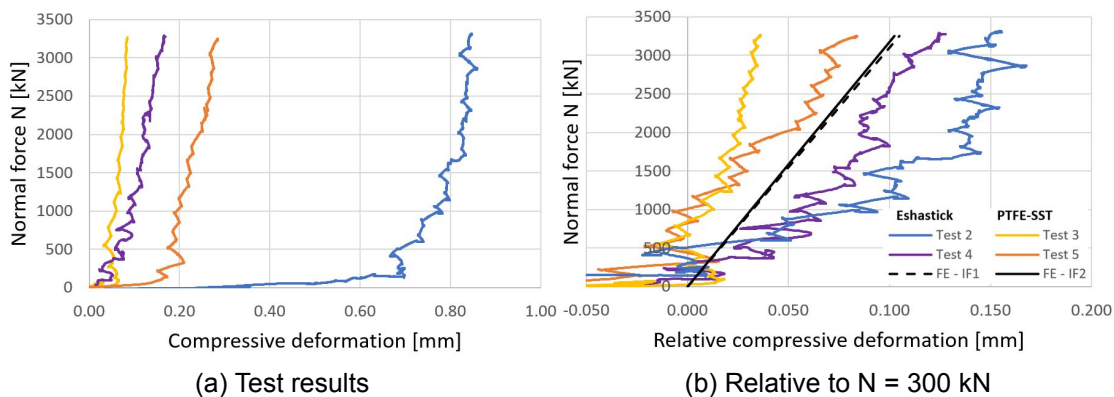 3500
3000
2500
2000
1500
1000
500
0
Normal force N [kN]
0.00 0.20 0.40 0.60 0.80 1.00
Compressive deformation [mm]
(a) Test results
3500
3000
2500
2000
1500
1000
500
0
Normal force N [kN]
Eshastick PTFE-SST
Test 2 Test 3
Test 4 Test 5
FE - IF1 FE - IF2
-0.050 0.000 0.050 0.100 0.150 0.200
Relative compressive deformation [mm]
(b) Relative to N = 300 kN